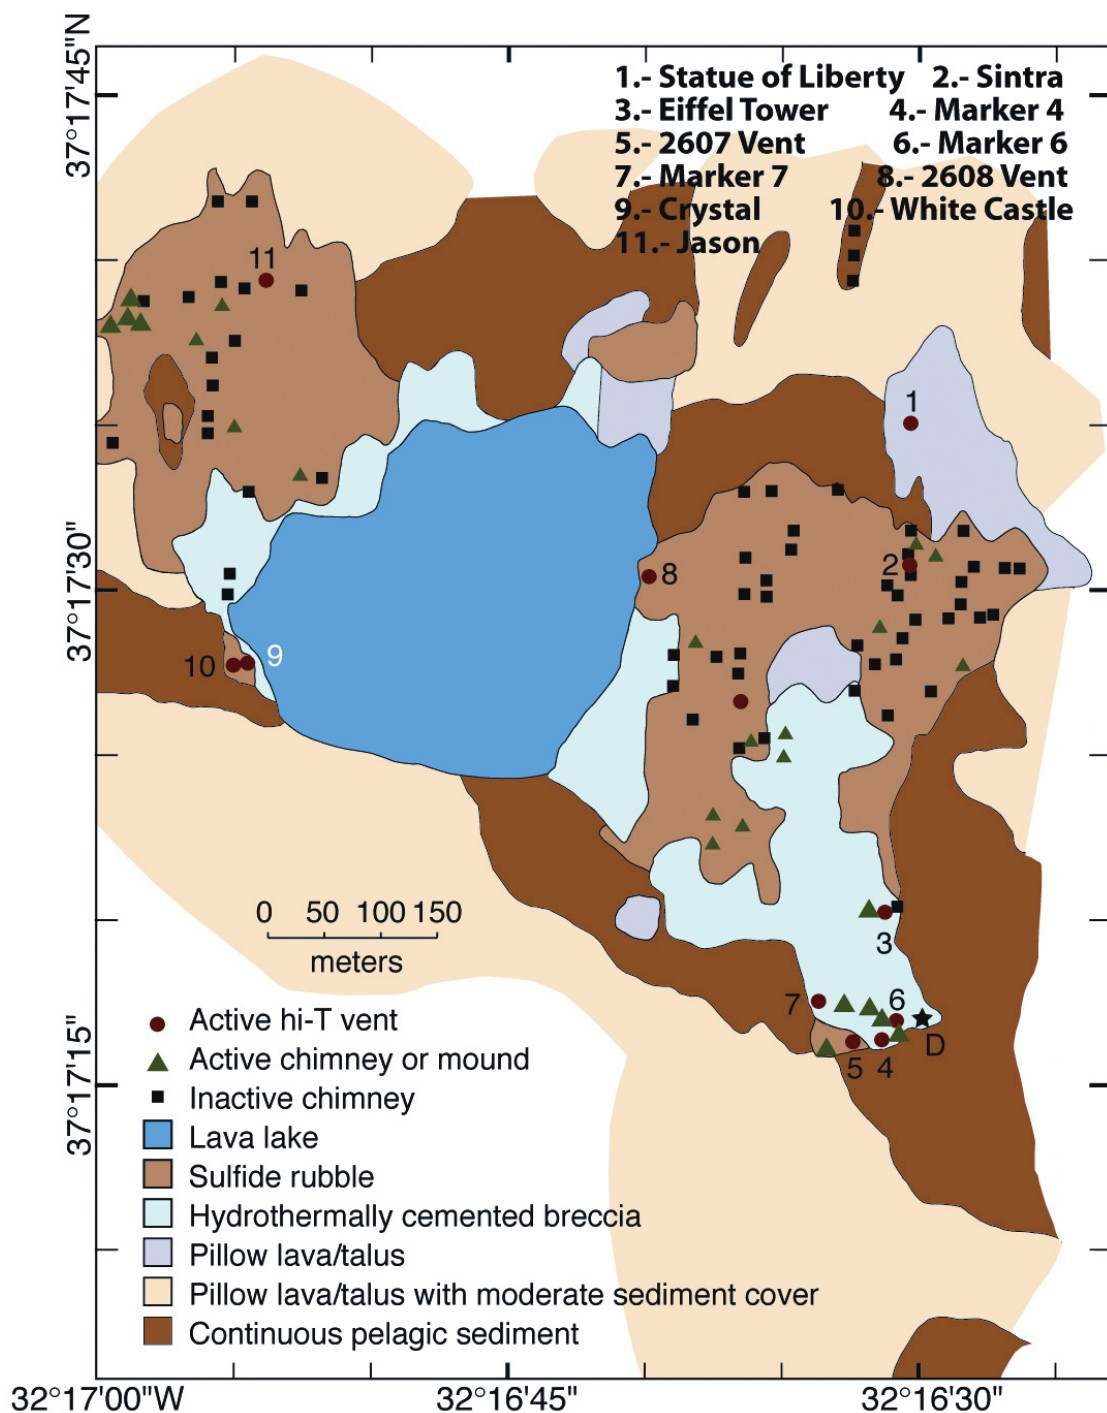 37°17'45"N
1.- Statue of Liberty 2.- Sintra
3.- Eiffel Tower 4.- Marker 4
5.- 2607 Vent 6.- Marker 6
7.- Marker 7 8.- 2608 Vent
9.- Crystal 10.- White Castle
11.- Jason
11
1
2
8
37°17'30"
10
9
0 50 100 150
meters
3
7
6
D
5
4
37°17'15"
Active hi-T vent
Active chimney or mound
Inactive chimney
Lava lake
Sulfide rubble
Hydrothermally cemented breccia
Pillow lava/talus
Pillow lava/talus with moderate sediment cover
Continuous pelagic sediment
32°17'00"W
32°16'45"
32°16'30"